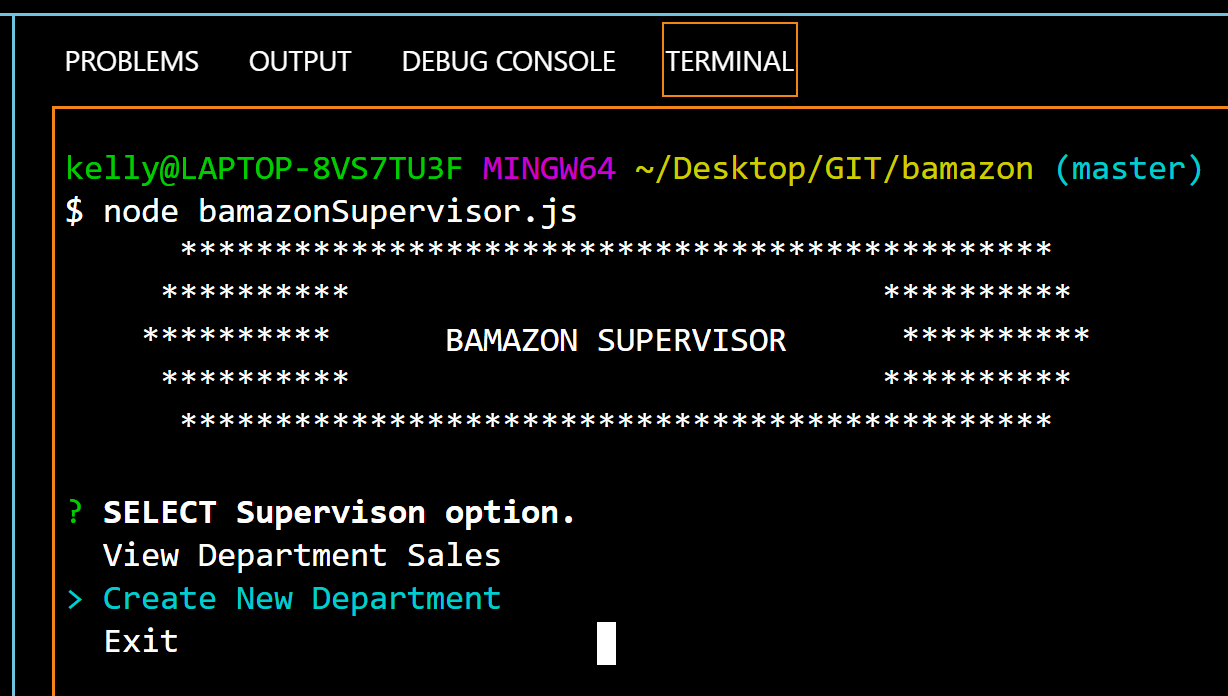 PROBLEMS OUTPUT DEBUG CONSOLE TERMINAL
kelly@LAPTOP-8VS7TU3F MINGW64 ~/Desktop/GIT/bamazon (master)
$ node bamazonSupervisor.js
**********************************************
********** **********
********** BAMAZON SUPERVISOR **********
********** **********
**********************************************
? SELECT Supervison option.
View Department Sales
> Create New Department
Exit